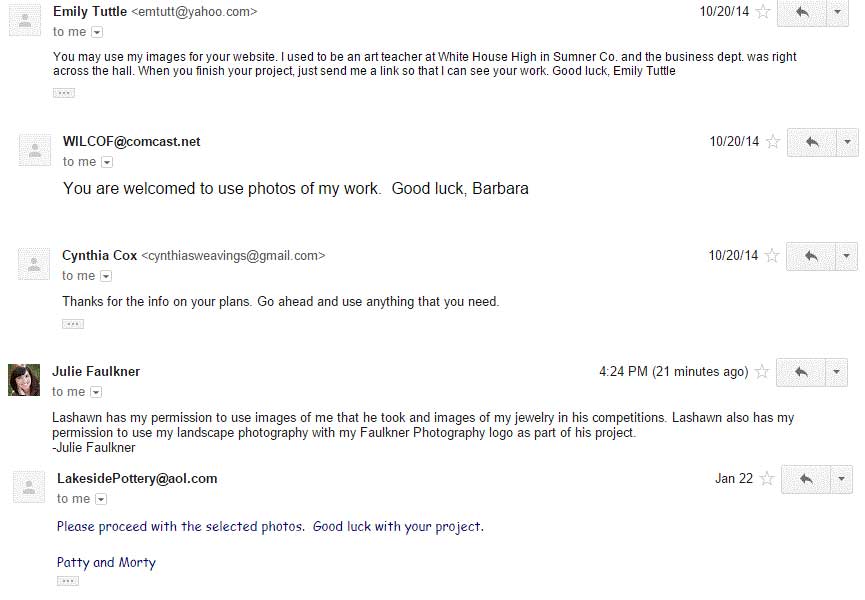 Emily Tuttle <emtutt@yahoo.com> 10/20/14
to me
You may use my images for your website. I used to be an art teacher at White House High in Sumner Co. and the business dept. was right
across the hall. When you finish your project, just send me a link so that I can see your work. Good luck, Emily Tuttle
WILCOF@comcast.net 10/20/14
to me
You are welcomed to use photos of my work. Good luck, Barbara
Cynthia Cox <cynthiasweavings@gmail.com> 10/20/14
to me
Thanks for the info on your plans. Go ahead and use anything that you need.
Julie Faulkner 4:24 PM (21 minutes ago)
to me
Lashawn has my permission to use images of me that he took and images of my jewelry in his competitions. Lashawn also has my
permission to use my landscape photography with my Faulkner Photography logo as part of his project.
-Julie Faulkner
LakesidePottery@aol.com Jan 22
to me
Please proceed with the selected photos. Good luck with your project.
Patty and Morty